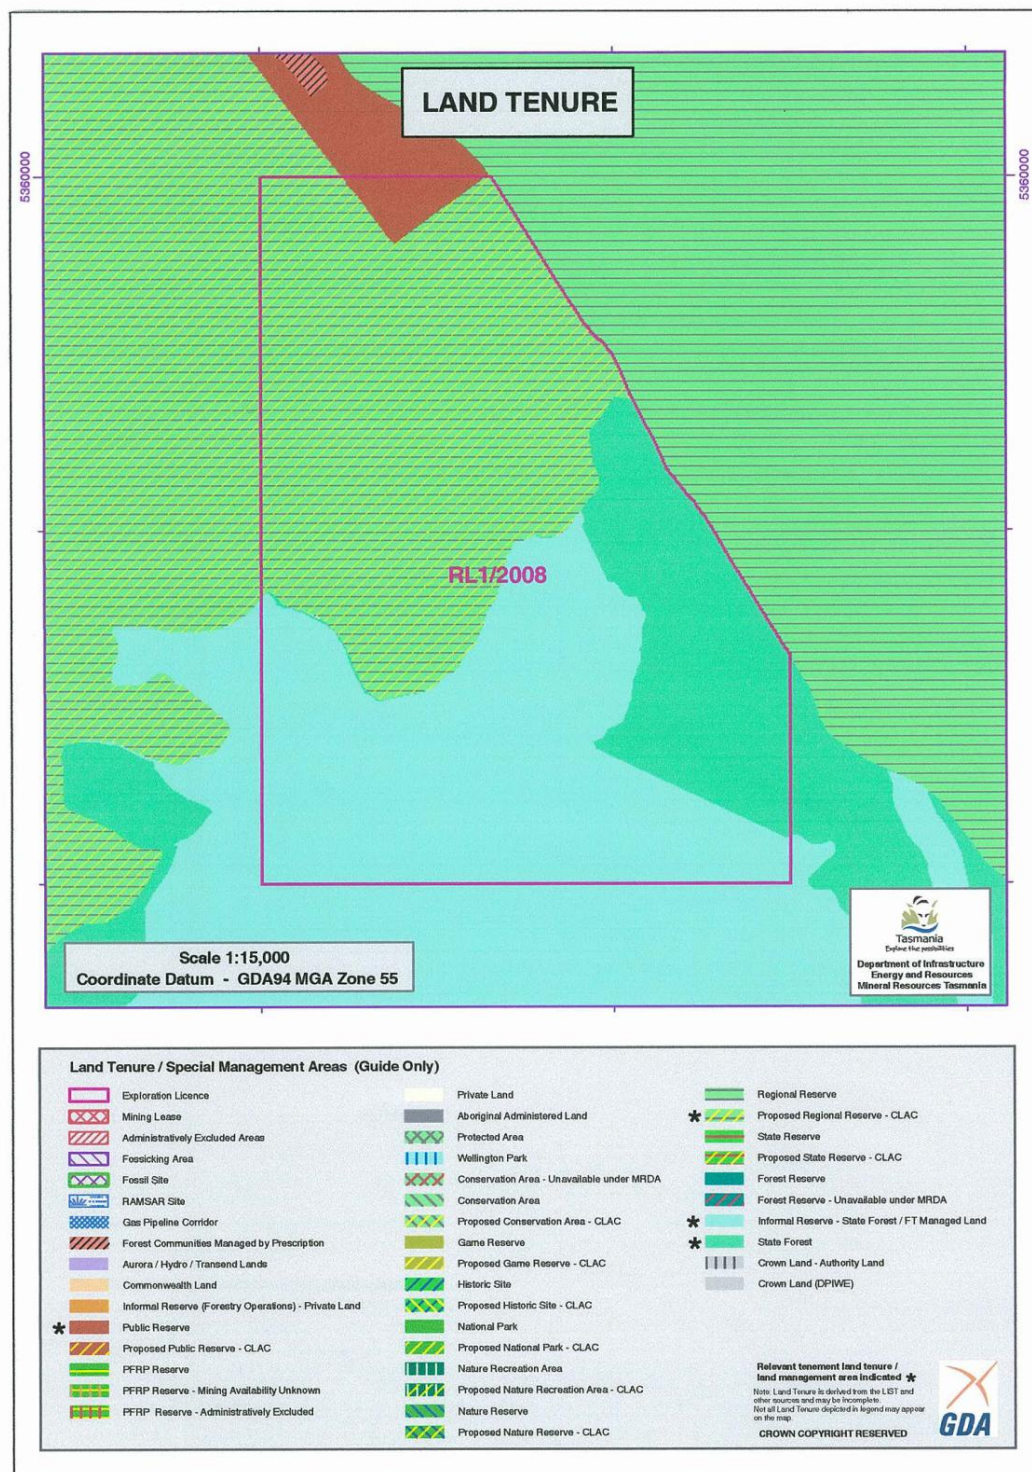 LAND TENURE
5360000
5360000
RL1/2008
Scale 1:15,000
Coordinate Datum - GDA94 MGA Zone 55
Tasmania
Explore the possibilities
Department of Infrastructure
Energy and Resources
Mineral Resources Tasmania
Land Tenure / Special Management Areas (Guide Only)
Exploration Licence
Mining Lease
Administratively Excluded Areas
Fossicking Area
Fossil Site
RAMSAR Site
Gas Pipeline Corridor
Forest Communities Managed by Prescription
Aurora / Hydro / Transend Lands
Commonwealth Land
Informal Reserve (Forestry Operations) - Private Land
* Public Reserve
Proposed Public Reserve - CLAC
PFRP Reserve
PFRP Reserve - Mining Availability Unknown
PFRP Reserve - Administratively Excluded
Private Land
Aboriginal Administered Land
Protected Area
Wellington Park
Conservation Area - Unavailable under MRDA
Conservation Area
Proposed Conservation Area - CLAC
Game Reserve
Proposed Game Reserve - CLAC
Historic Site
Proposed Historic Site - CLAC
National Park
Proposed National Park - CLAC
Nature Recreation Area
Proposed Nature Recreation Area - CLAC
Nature Reserve
Proposed Nature Reserve - CLAC
Regional Reserve
* Proposed Regional Reserve - CLAC
State Reserve
Proposed State Reserve - CLAC
Forest Reserve
Forest Reserve - Unavailable under MRDA
* Informal Reserve - State Forest / FT Managed Land
* State Forest
Crown Land - Authority Land
Crown Land (DPIWE)
Relevant tenement land tenure /
land management area indicated *
Note: Land Tenure is derived from the LIST and
other sources and may be incomplete.
Not all Land Tenure depicted in legend may appear
on the map.
CROWN COPYRIGHT RESERVED
GDA